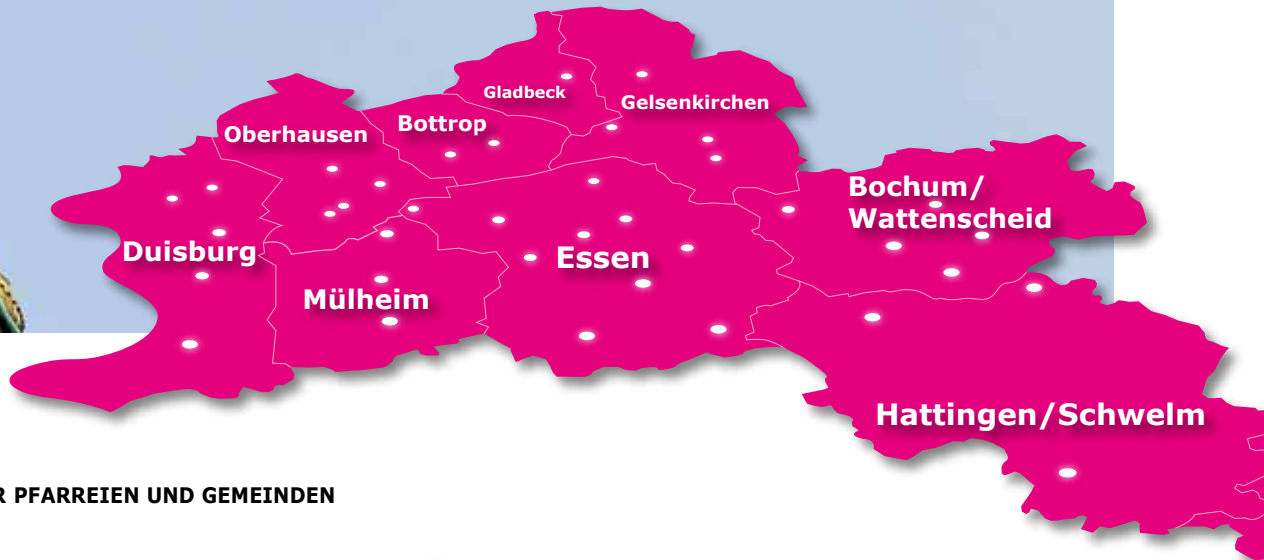 Gladbeck
Gelsenkirchen
Bottrop
Oberhausen
Bochum/
Wattenscheid
Duisburg
Essen
Mülheim
Hattingen/Schwelm
R PFARREIEN UND GEMEINDEN